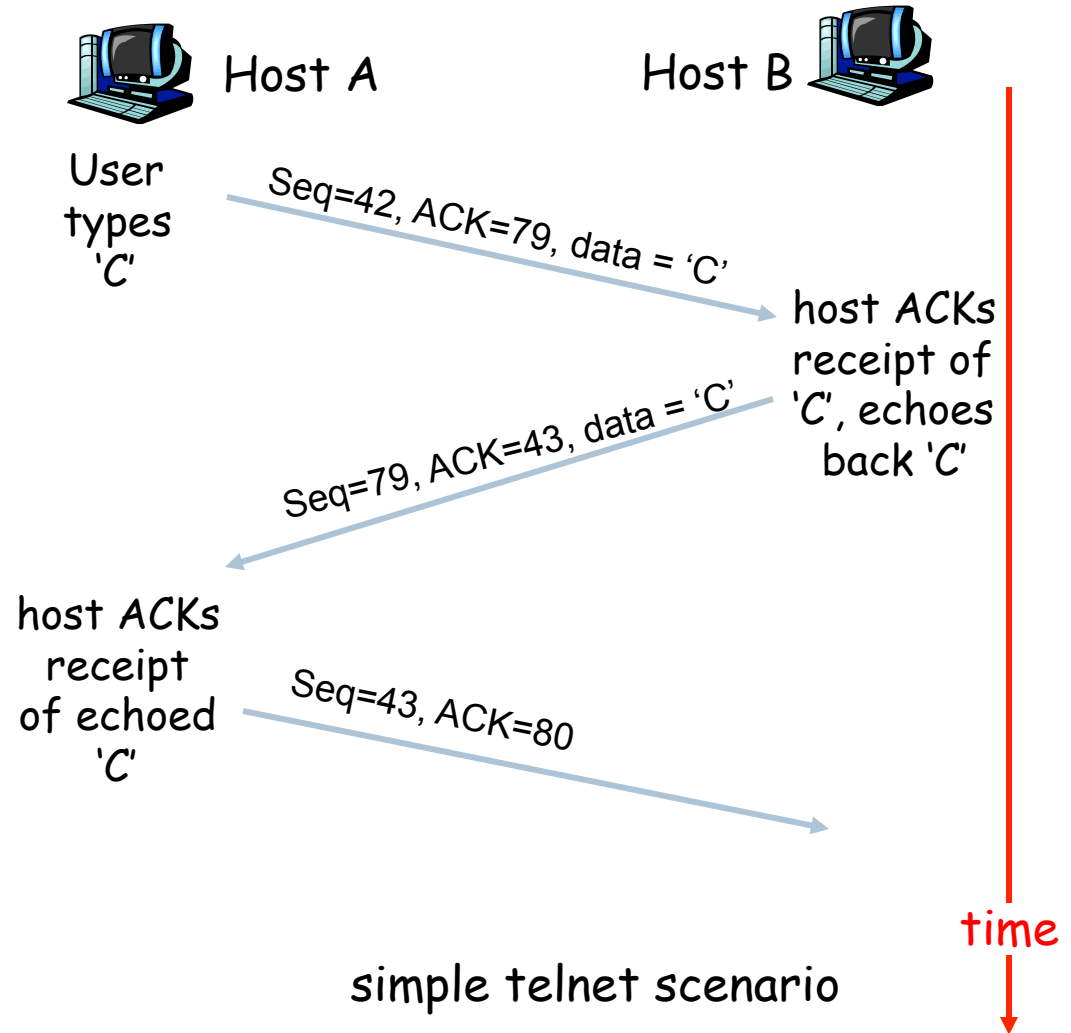 Host A
Host B
User
types
‘C’
Seq=42, ACK=79, data = ‘C’
host ACKs
receipt of
‘C’, echoes
back ‘C’
Seq=79, ACK=43, data = ‘C’
host ACKs
receipt
of echoed
‘C’
Seq=43, ACK=80
time
simple telnet scenario